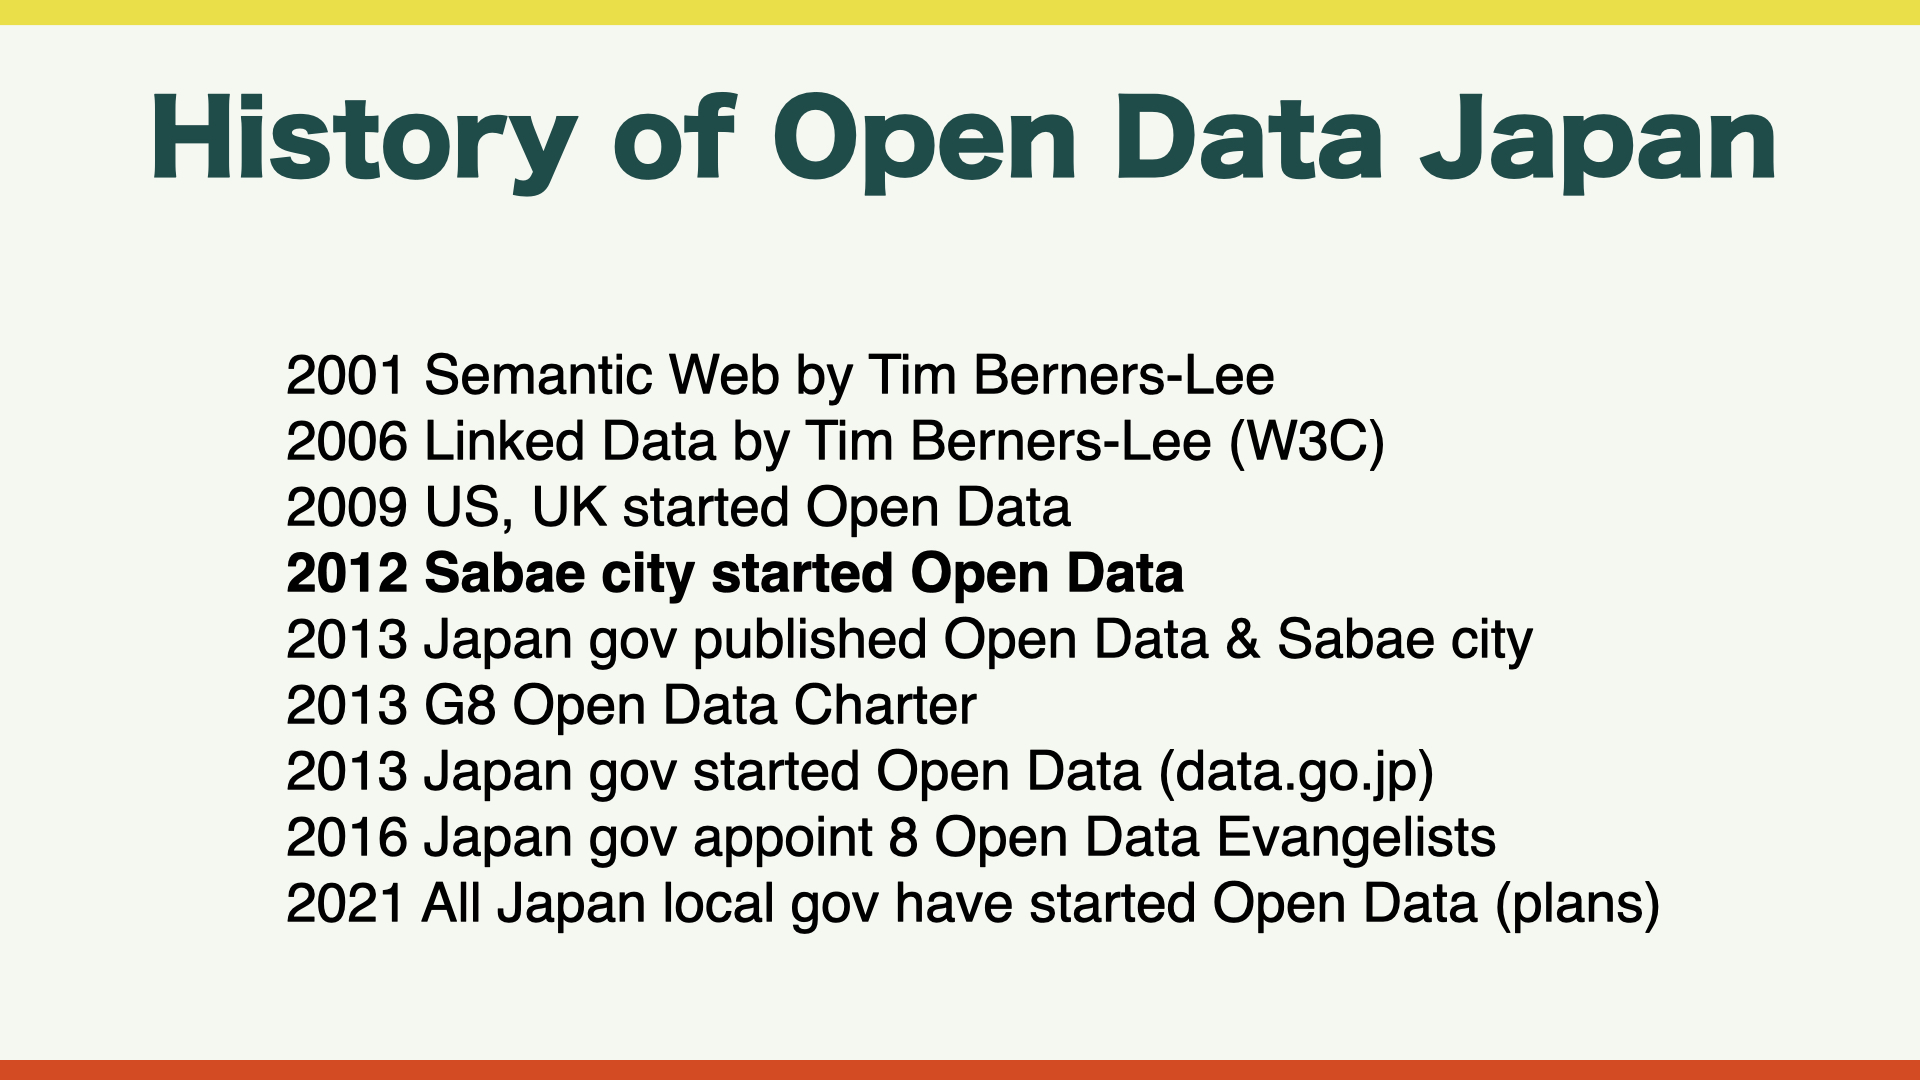 History of Open Data Japan
2001 Semantic Web by Tim Berners-Lee
2006 Linked Data by Tim Berners-Lee (W3C)
2009 US, UK started Open Data
2012 Sabae city started Open Data
2013 Japan gov published Open Data & Sabae city
2013 G8 Open Data Charter
2013 Japan gov started Open Data (data.go.jp)
2016 Japan gov appoint 8 Open Data Evangelists
2021 All Japan local gov have started Open Data (plans)